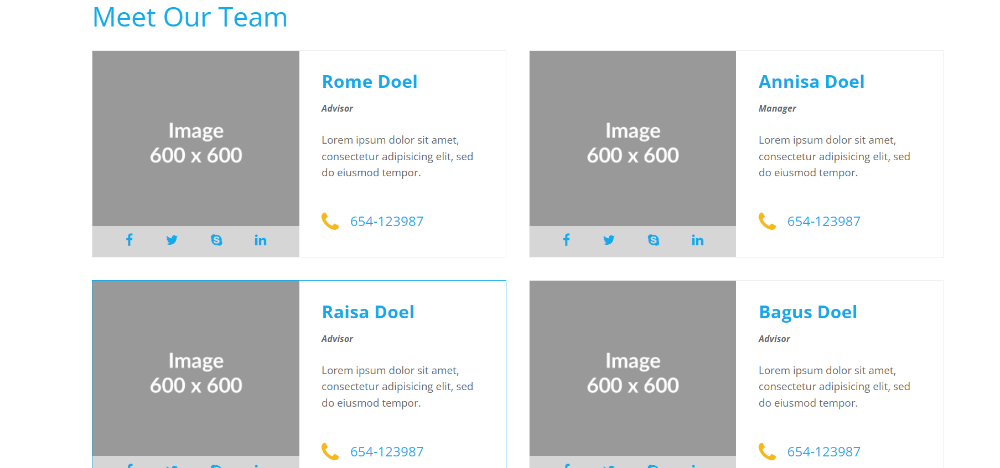 Meet Our Team
Image
600 x 600
Rome Doel
Advisor
Lorem ipsum dolor sit amet,
consectetur adipisicing elit, sed
do eiusmod tempor.
654-123987
Image
600 x 600
Annisa Doel
Manager
Lorem ipsum dolor sit amet,
consectetur adipisicing elit, sed
do eiusmod tempor.
654-123987
Image
600 x 600
Raisa Doel
Advisor
Lorem ipsum dolor sit amet,
consectetur adipisicing elit, sed
do eiusmod tempor.
654-123987
Image
600 x 600
Bagus Doel
Advisor
Lorem ipsum dolor sit amet,
consectetur adipisicing elit, sed
do eiusmod tempor.
654-123987